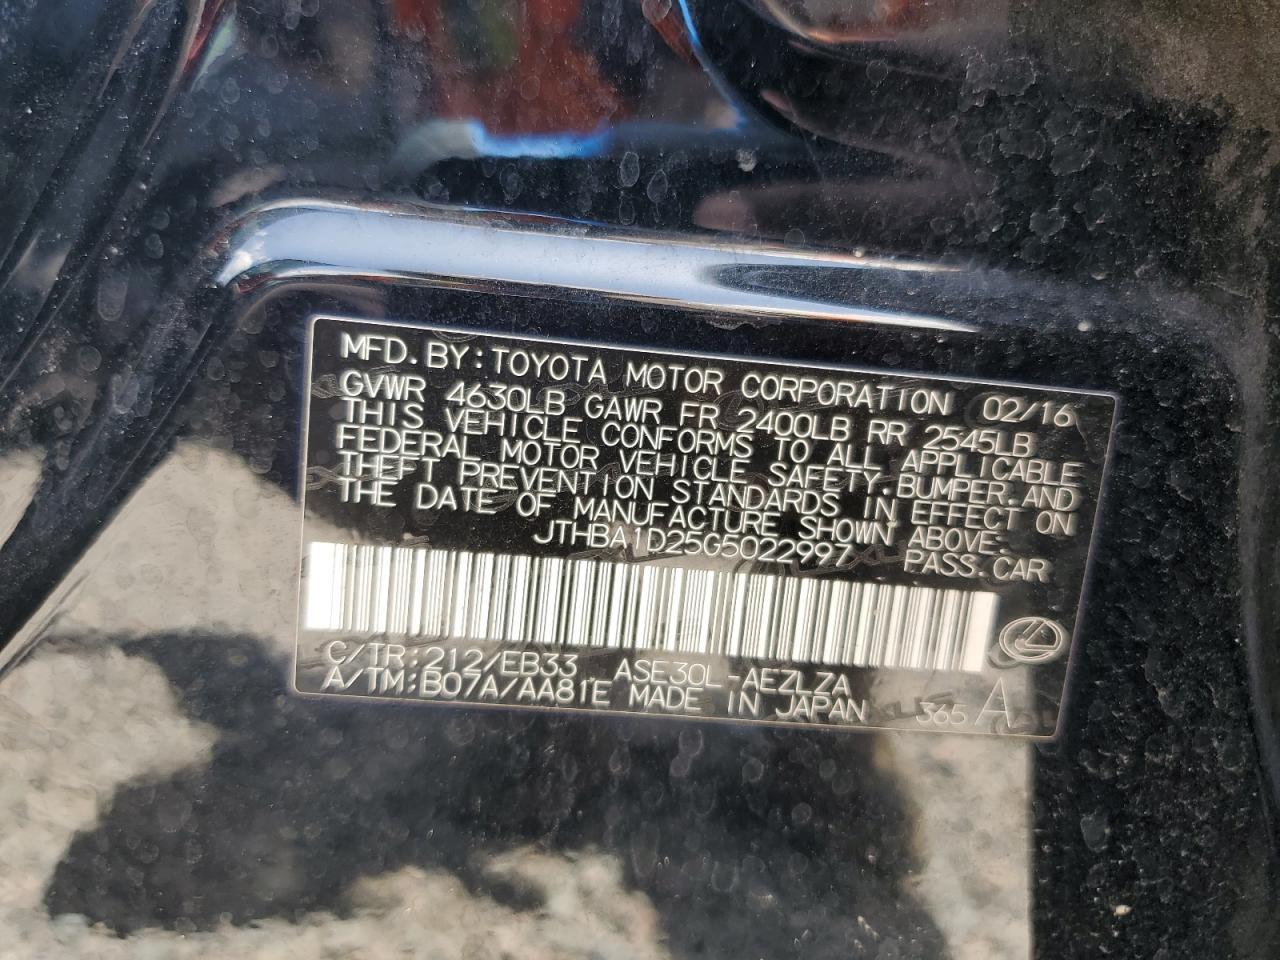 MFD.BY:TOYOTA MOTOR CORPORATION 02/16
GVWR 4630LB GAWR FR 2400LB RR 2545LB
THIS VEHICLE CONFORMS TO ALL APPLICABLE
FEDERAL MOTOR VEHICLE SAFETY.BUMPER.AND
THEFT PREVENTION STANDARDS IN EFFECT ON
THE DATE OF MANUFACTURE SHOWN ABOVE.
JTHBA1D25G5022997 PASS.CAR
C/TR:212/EB33 ASE30L-AEZLZA
A/TM:B07A/AA81E MADE IN JAPAN 365 A